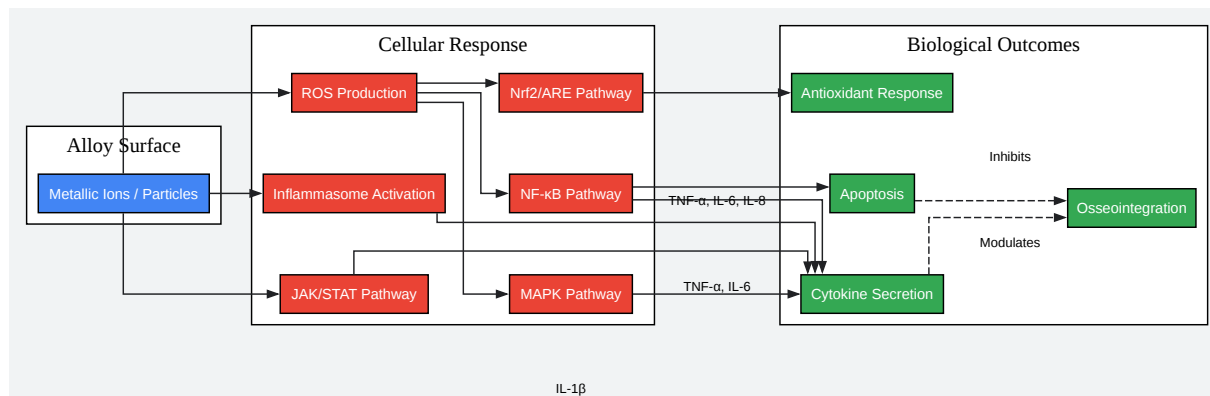 Cellular Response
Biological Outcomes
Alloy Surface
Metallic Ions / Particles
ROS Production
Nrf2/ARE Pathway
Antioxidant Response
Inhibits
Inflammasome Activation
NF-κB Pathway
TNF-α, IL-6, IL-8
Apoptosis
Osseointegration
Modulates
JAK/STAT Pathway
MAPK Pathway
TNF-α, IL-6
Cytokine Secretion
IL-1β